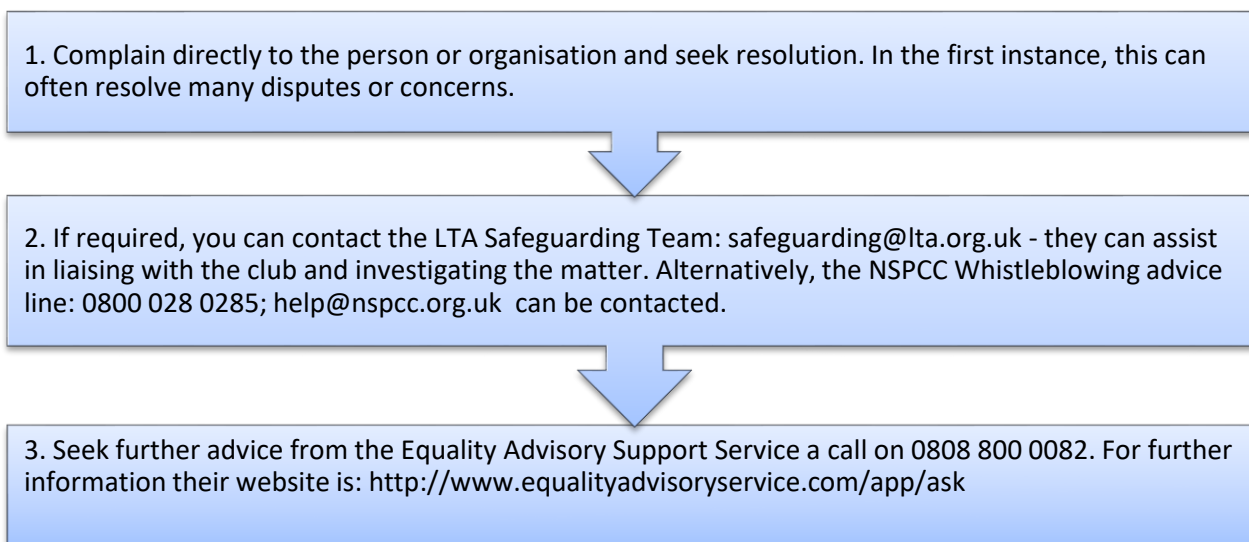 1. Complain directly to the person or organisation and seek resolution. In the first instance, this can
often resolve many disputes or concerns.
2. If required, you can contact the LTA Safeguarding Team: safeguarding@lta.org.uk - they can assist
in liaising with the club and investigating the matter. Alternatively, the NSPCC Whistleblowing advice
line: 0800 028 0285; help@nspcc.org.uk  can be contacted.
3. Seek further advice from the Equality Advisory Support Service a call on 0808 800 0082. For further
information their website is: http://www.equalityadvisoryservice.com/app/ask